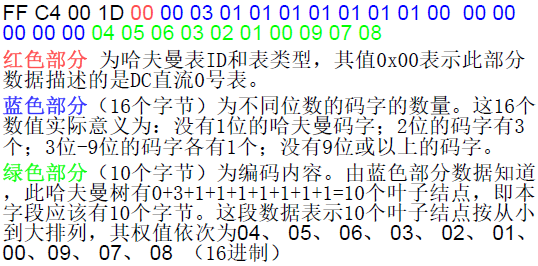 FF C4 00 1D 00 00 03 01 01 01 01 01 01 01 00 00 00
00 00 00 04 05 06 03 02 01 00 09 07 08
红色部分 为哈夫曼表ID和表类型，其值0x00表示此部分
数据描述的是DC直流0号表。
蓝色部分（16个字节）为不同位数的码字的数量。这16个
数值实际意义为：没有1位的哈夫曼码字；2位的码字有3
个；3位-9位的码字各有1个；没有9位或以上的码字。
绿色部分（10个字节）为编码内容。由蓝色部分数据知道
，此哈夫曼树有0+3+1+1+1+1+1+1+1=10个叶子结点，即本
字段应该有10个字节。这段数据表示10个叶子结点按从小
到大排列，其权值依次为04、 05、 06、 03、 02、 01、
00、09、 07、 08 （16进制）